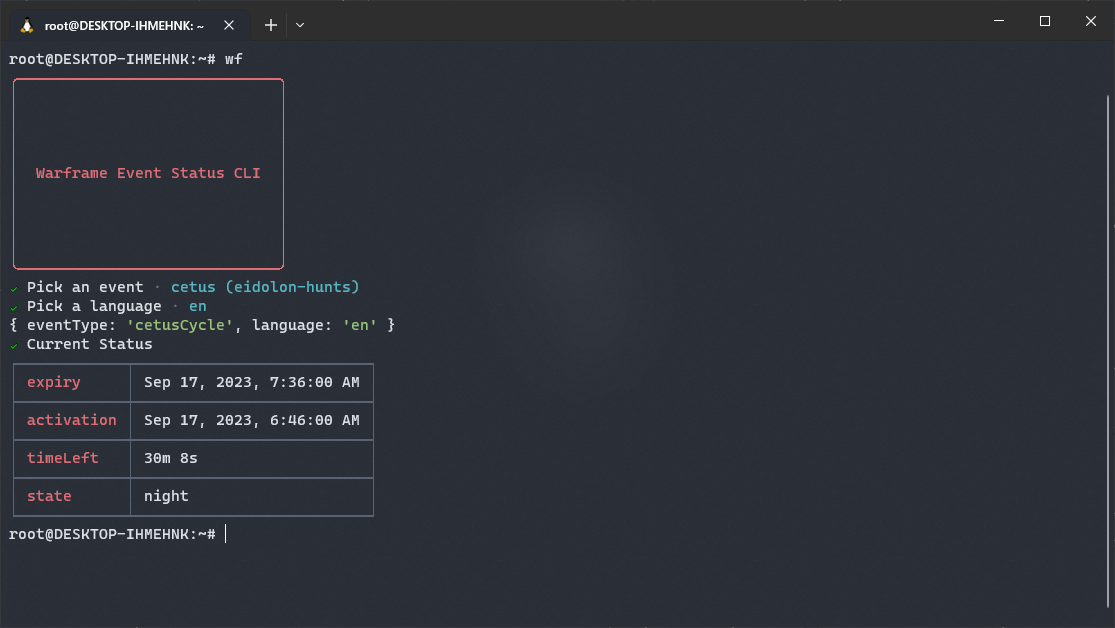 root@DESKTOP-IHMEHNK: ~
root@DESKTOP-IHMEHNK:~# wf
Warframe Event Status CLI
✓ Pick an event · cetus (eidolon-hunts)
✓ Pick a language · en
{ eventType: 'cetusCycle', language: 'en' }
✓ Current Status
expiry Sep 17, 2023, 7:36:00 AM
activation Sep 17, 2023, 6:46:00 AM
timeLeft 30m 8s
state night
root@DESKTOP-IHMEHNK:~#